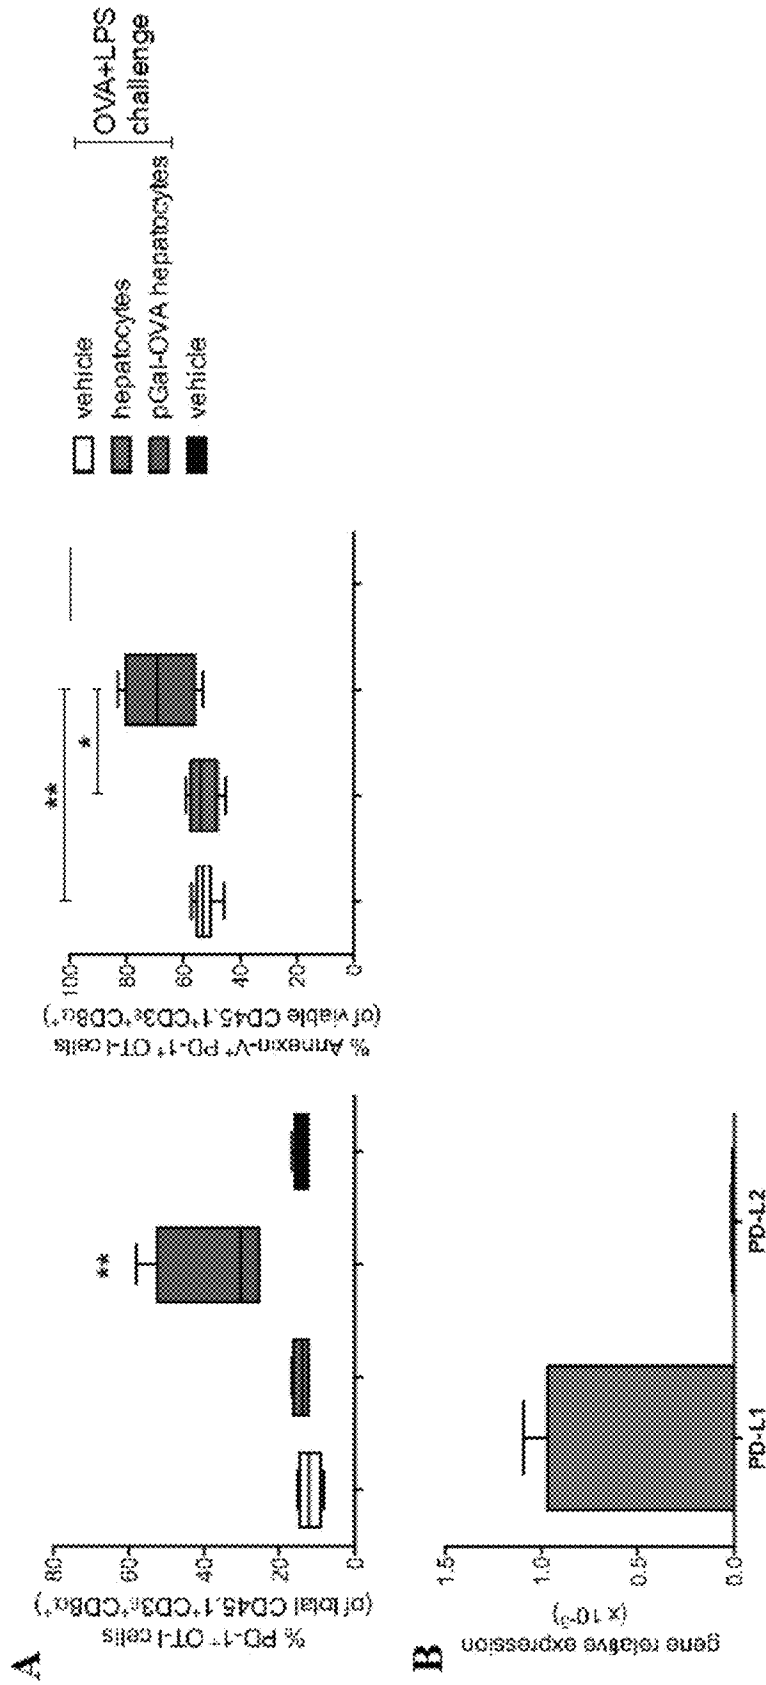 A
% PD-1⁺ OT-I cells
(of total CD45.1⁺CD3ε⁺CD8α⁺)
80
60
40
20
0
**
% Annexin-V⁺ PD-1⁺ OT-I cells
(of viable CD45.1⁺CD3ε⁺CD8α⁺)
100
80
60
40
20
0
**
*
vehicle
hepatocytes
pGal-OVA hepatocytes
vehicle
OVA+LPS
challenge
B
gene relative expression
(x 10⁻³)
1.5
1.0
0.5
0.0
PD-L1
PD-L2